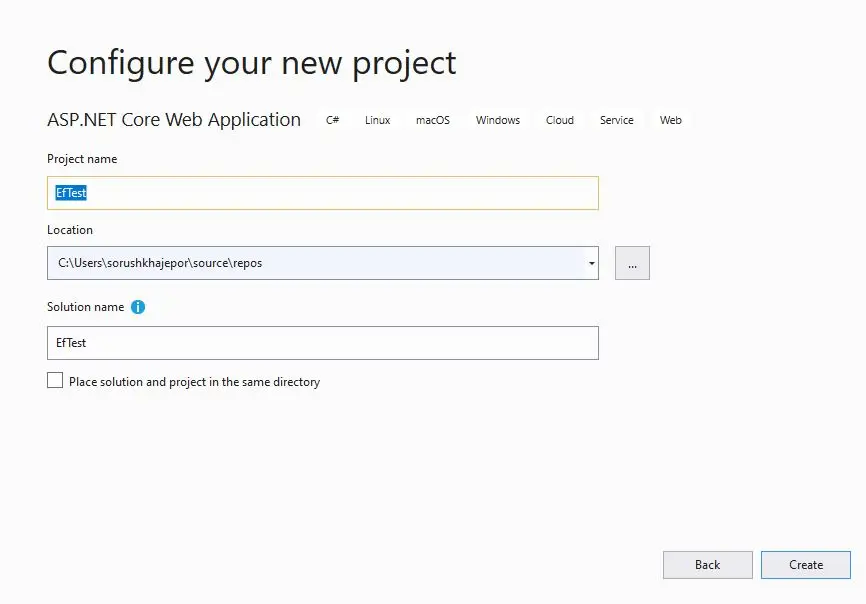 Configure your new project
ASP.NET Core Web Application C# Linux macOS Windows Cloud Service Web
Project name
EfTest
Location
C:\Users\sorushkhajepor\source\repos
...
Solution name
EfTest
Place solution and project in the same directory
Back Create